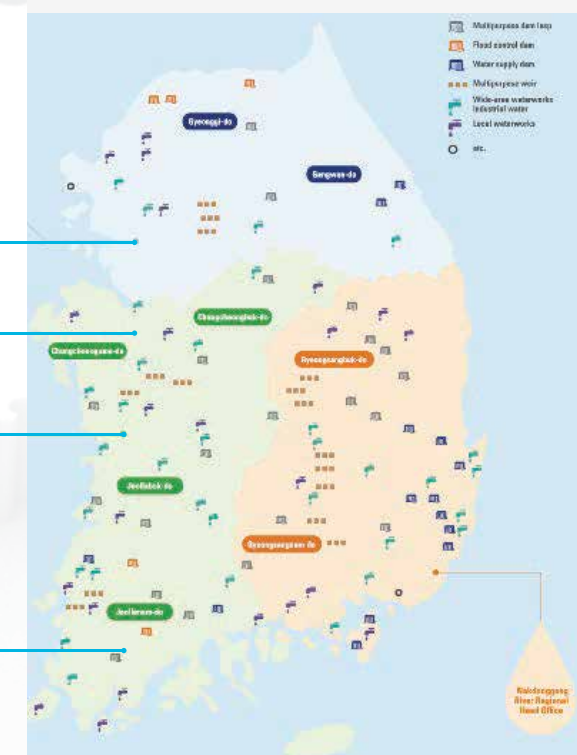 Multipurpose dam
Flood control dam
Water supply dam
Multipurpose weir
Wide-area waterworks
Industrial water
Local waterworks
etc.
Gyeonggi-do
Gangwon-do
Chungcheongbuk-do
Chungcheongnam-do
Gyeongsangbuk-do
Jeollabuk-do
Gyeongsangnam-do
Jeollanam-do
Nakdonggang
River Regional
Head Office